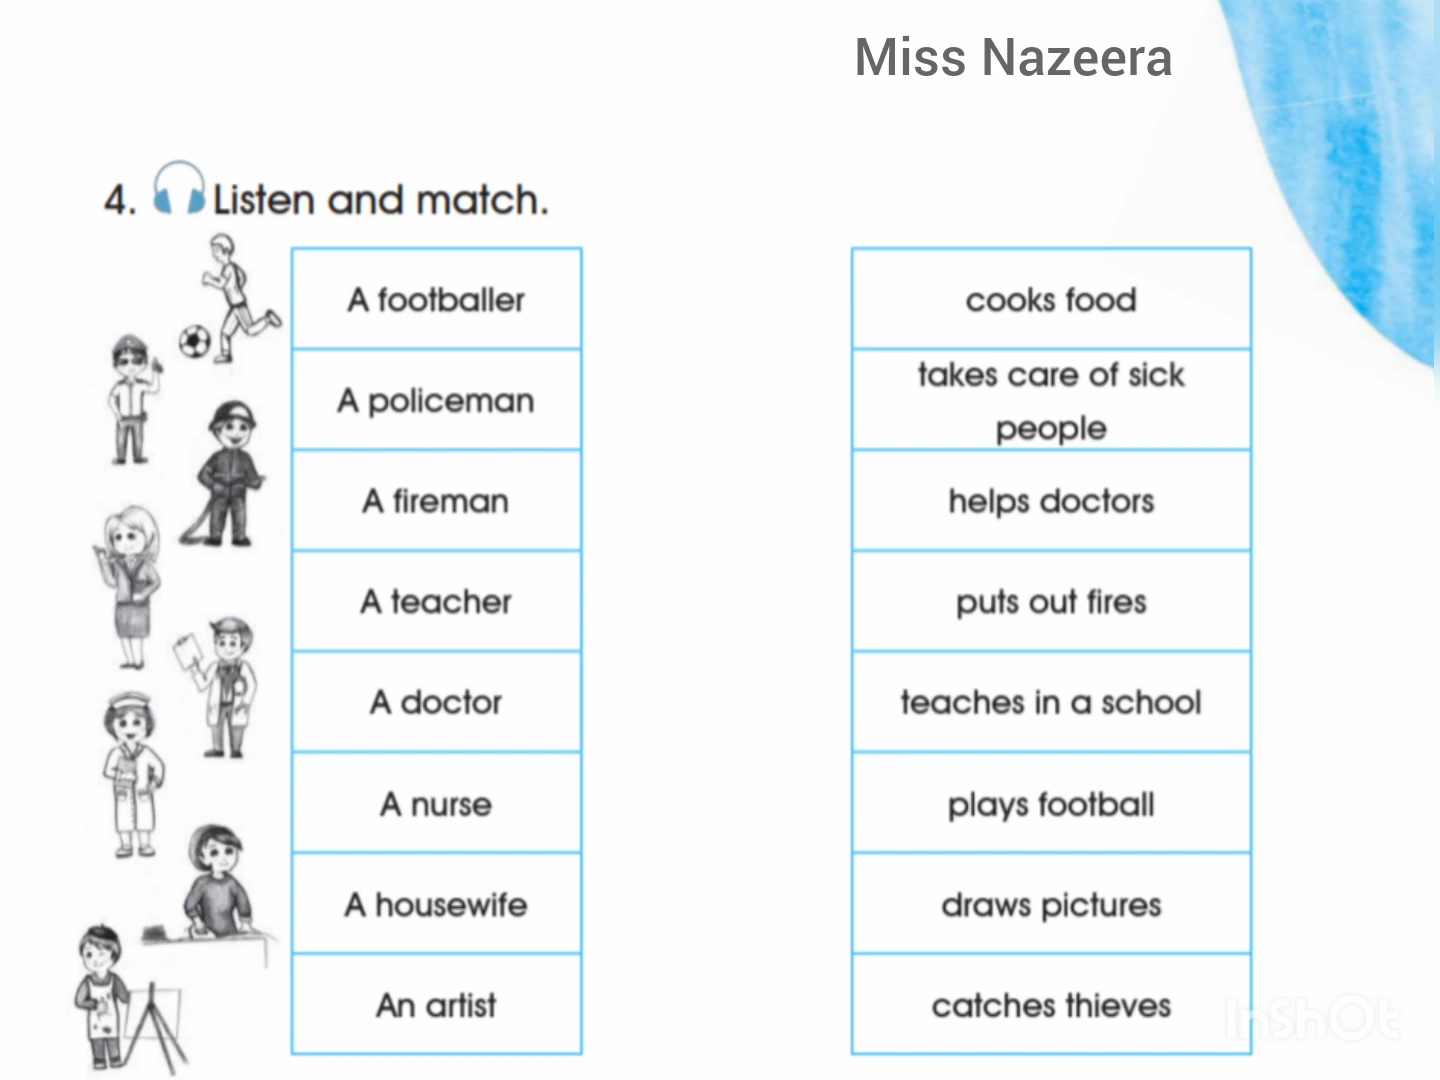 Miss Nazeera
4. Listen and match.
A footballer
cooks food
A policeman
takes care of sick
people
A fireman
helps doctors
A teacher
puts out fires
A doctor
teaches in a school
A nurse
plays football
A housewife
draws pictures
An artist
catches thieves
InShOt